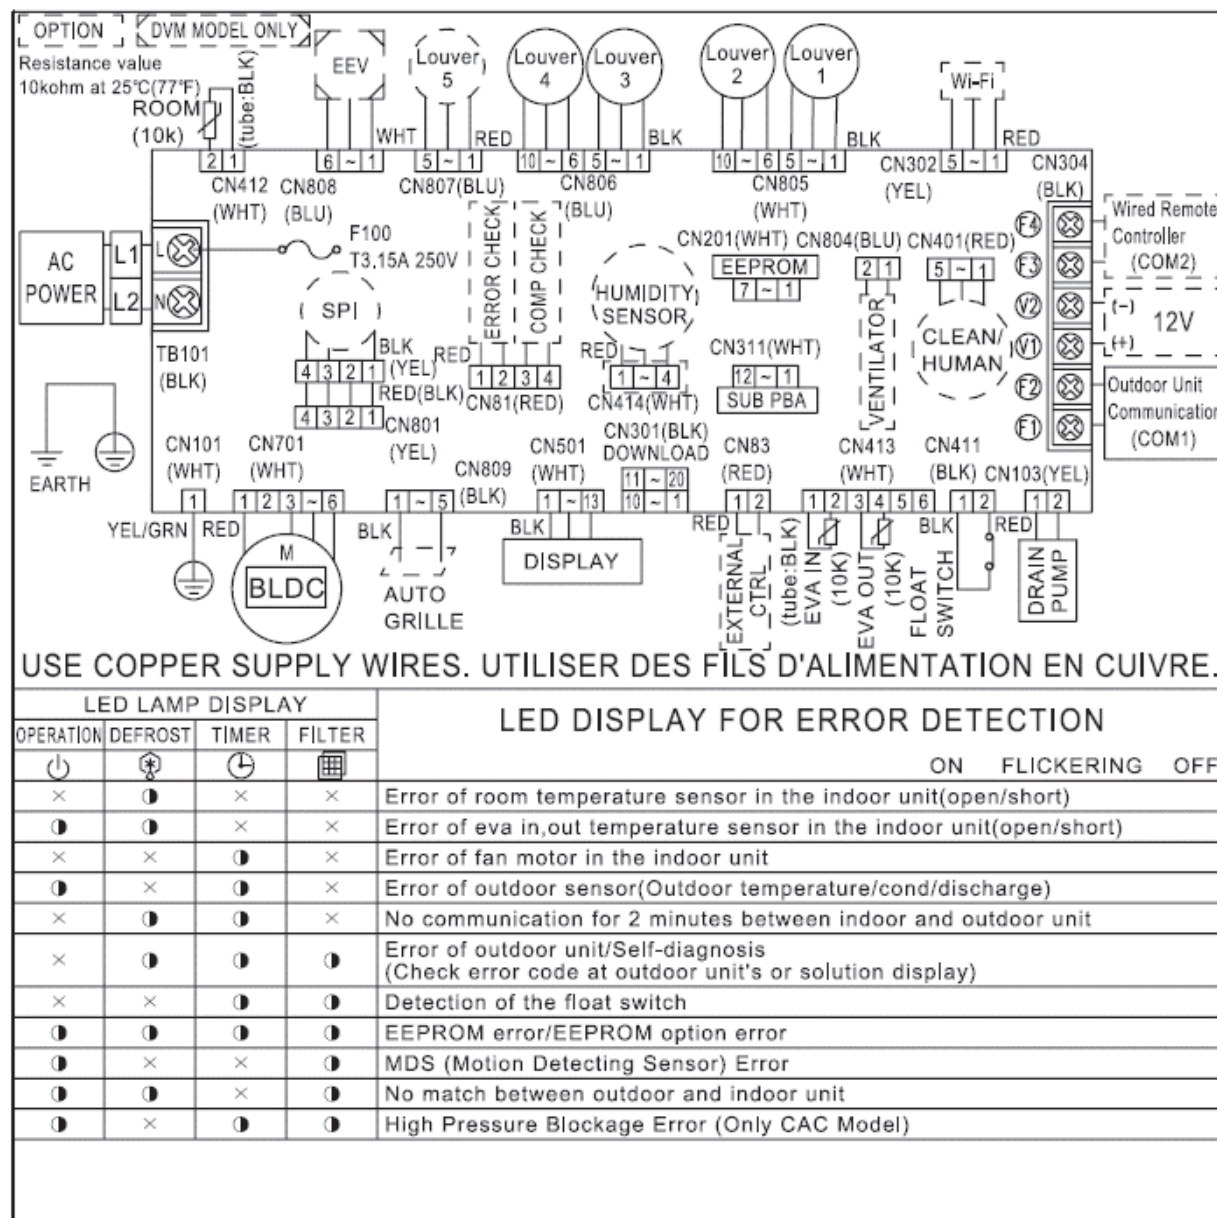 OPTION DVM MODEL ONLY
Resistance value
10kohm at 25℃(77℉)
ROOM
(10k)
(tube:BLK)
EEV
Louver
5
Louver
4
Louver
3
Louver
2
Louver
1
Wi-Fi
WHT RED BLK BLK RED
2 1 6 ~ 1 5 ~ 1 10 ~ 6 5 ~ 1 10 ~ 6 5 ~ 1 CN302 5 ~ 1 CN304
CN412 CN808 CN807(BLU) CN806 CN805 (YEL) (BLK)
(WHT) (BLU) (BLU) (WHT)
AC
POWER
L1
L2
L
N
TB101
(BLK)
F100
T3.15A 250V
SPI
BLK
4 3 2 1 (YEL)
RED(BLK)
4 3 2 1 CN801
(YEL)
ERROR CHECK
COMP CHECK
RED
1 2 3 4
CN81(RED)
HUMIDITY
SENSOR
RED
1 ~ 4
CN414(WHT)
CN201(WHT) CN804(BLU) CN401(RED)
EEPROM
7 ~ 1
CN311(WHT)
12 ~ 1
SUB PBA
2 1
VENTILATOR
5 ~ 1
CLEAN/
HUMAN
F4
F3
V2
V1
F2
F1
Wired Remote
Controller
(COM2)
(-)
12V
(+)
Outdoor Unit
Communication
(COM1)
EARTH
CN101
(WHT)
CN701
(WHT)
CN809
(BLK)
CN501
(WHT)
CN301(BLK)
DOWNLOAD
11 ~ 20
10 ~ 1
CN83
(RED)
CN413
(WHT)
CN411
(BLK)
CN103(YEL)
1 1 2 3 ~ 6 1 ~ 5 1 ~ 13 1 2 1 2 3 4 5 6 1 2 1 2
YEL/GRN RED BLK BLK RED BLK RED
M
BLDC
AUTO
GRILLE
DISPLAY
EXTERNAL
CTRL
(tube:BLK)
EVA IN
(10K)
EVA OUT
(10K)
FLOAT
SWITCH
DRAIN
PUMP
USE COPPER SUPPLY WIRES. UTILISER DES FILS D'ALIMENTATION EN CUIVRE.
LED LAMP DISPLAY
LED DISPLAY FOR ERROR DETECTION
OPERATION DEFROST TIMER FILTER
ON FLICKERING OFF
× ◑ × × Error of room temperature sensor in the indoor unit(open/short)
◑ ◑ × × Error of eva in,out temperature sensor in the indoor unit(open/short)
× × ◑ × Error of fan motor in the indoor unit
◑ × ◑ × Error of outdoor sensor(Outdoor temperature/cond/discharge)
× ◑ ◑ × No communication for 2 minutes between indoor and outdoor unit
× ◑ ◑ ◑ Error of outdoor unit/Self-diagnosis
(Check error code at outdoor unit's or solution display)
× × ◑ ◑ Detection of the float switch
◑ ◑ ◑ ◑ EEPROM error/EEPROM option error
◑ × × ◑ MDS (Motion Detecting Sensor) Error
◑ ◑ × ◑ No match between outdoor and indoor unit
◑ × ◑ ◑ High Pressure Blockage Error (Only CAC Model)